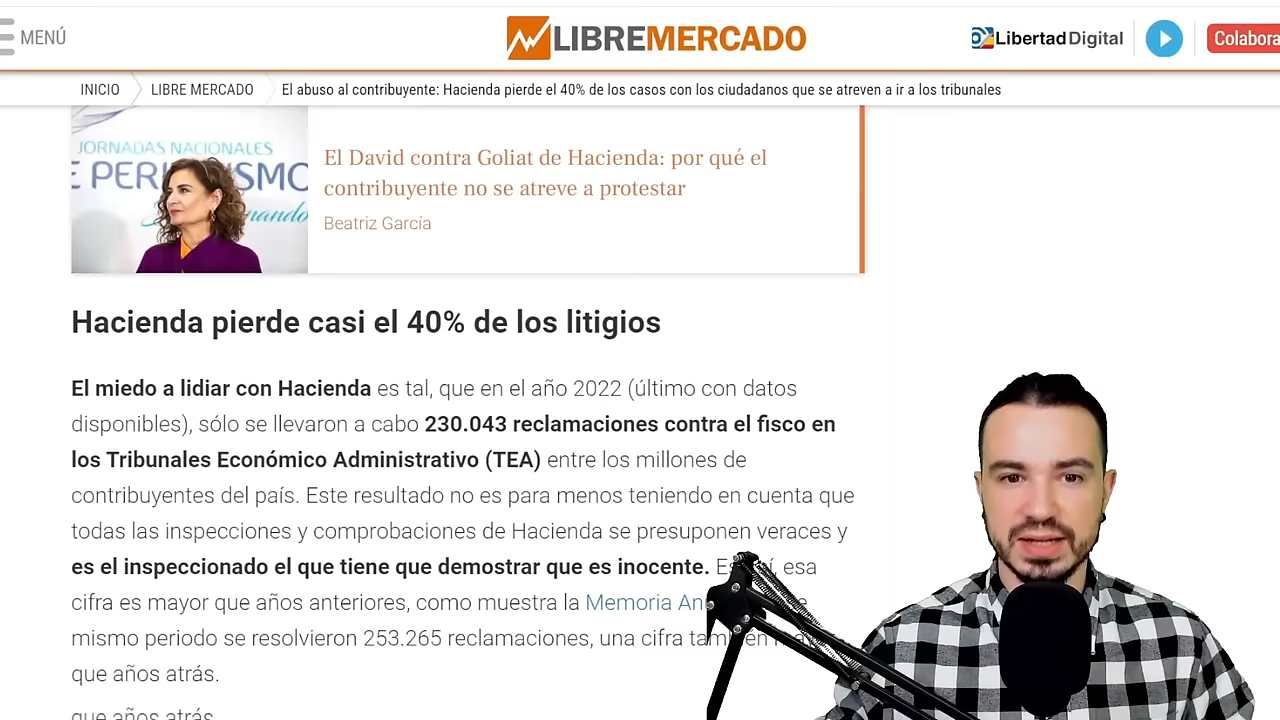 MENÚ
LIBREMERCADO
LibertadDigital
Colabora
INICIO
LIBRE MERCADO
El abuso al contribuyente: Hacienda pierde el 40% de los casos con los ciudadanos que se atreven a ir a los tribunales
JORNADAS NACIONALES
El David contra Goliat de Hacienda: por qué el
contribuyente no se atreve a protestar
Beatriz García
Hacienda pierde casi el 40% de los litigios
El miedo a lidiar con Hacienda es tal, que en el año 2022 (último con datos
disponibles), sólo se llevaron a cabo 230.043 reclamaciones contra el fisco en
los Tribunales Económico Administrativo (TEA) entre los millones de
contribuyentes del país. Este resultado no es para menos teniendo en cuenta que
todas las inspecciones y comprobaciones de Hacienda se presuponen veraces y
es el inspeccionado el que tiene que demostrar que es inocente. esa
cifra es mayor que años anteriores, como muestra la Memoria
mismo periodo se resolvieron 253.265 reclamaciones, una cifra
que años atrás.
que años atrás.